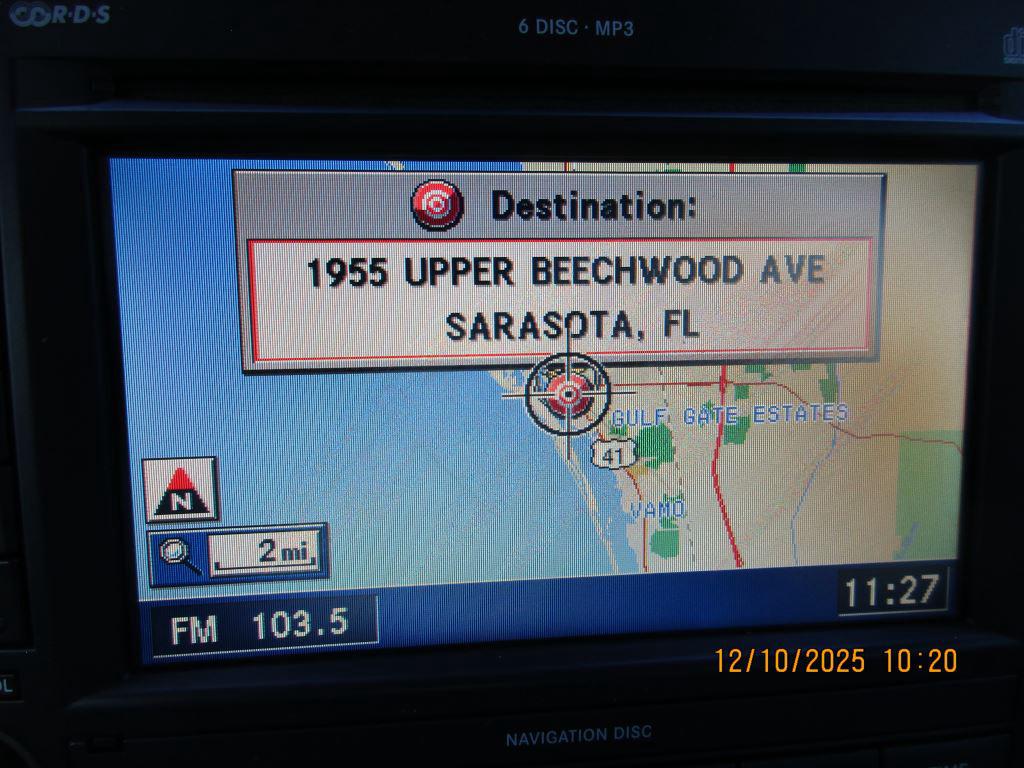 R·D·S
6 DISC · MP3
Destination:
1955 UPPER BEECHWOOD AVE
SARASOTA, FL
GULF GATE ESTATES
41
VAMO
N
2 mi
FM 103.5
11:27
12/10/2025 10:20
NAVIGATION DISC